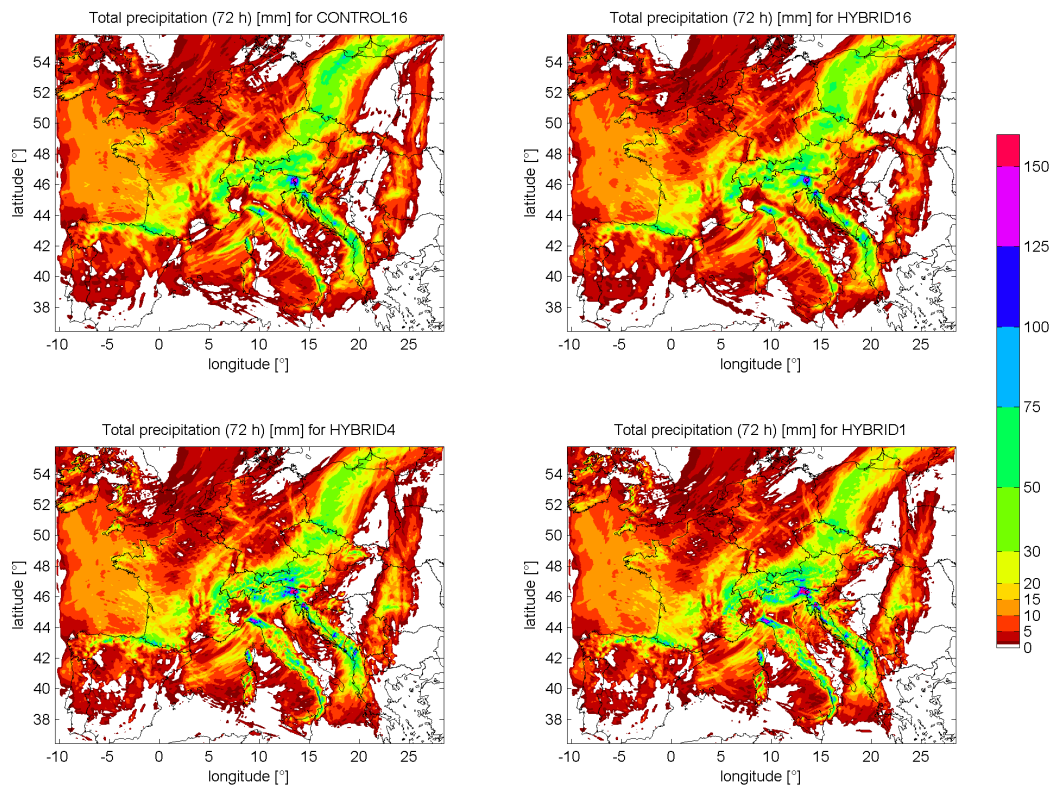 Total precipitation (72 h) [mm] for CONTROL16
54
52
50
48
46
44
42
40
38
latitude [°]
-10 -5 0 5 10 15 20 25
longitude [°]
Total precipitation (72 h) [mm] for HYBRID16
54
52
50
48
46
44
42
40
38
latitude [°]
-10 -5 0 5 10 15 20 25
longitude [°]
150
125
100
75
50
30
20
15
10
5
0
Total precipitation (72 h) [mm] for HYBRID4
54
52
50
48
46
44
42
40
38
latitude [°]
-10 -5 0 5 10 15 20 25
longitude [°]
Total precipitation (72 h) [mm] for HYBRID1
54
52
50
48
46
44
42
40
38
latitude [°]
-10 -5 0 5 10 15 20 25
longitude [°]